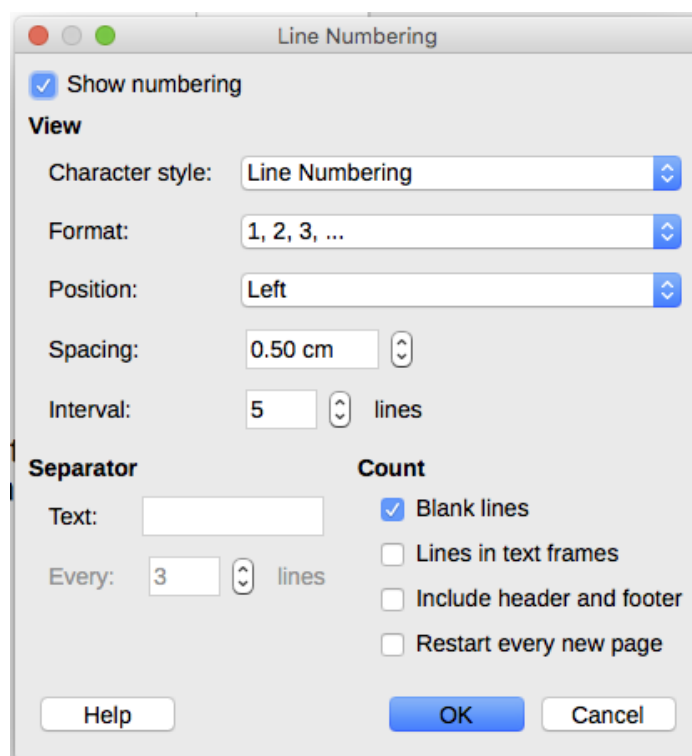 Line Numbering
Show numbering
View
Character style: Line Numbering
Format: 1, 2, 3, ...
Position: Left
Spacing: 0.50 cm
Interval: 5 lines
Separator
Text:
Every: 3 lines
Count
Blank lines
Lines in text frames
Include header and footer
Restart every new page
Help OK Cancel